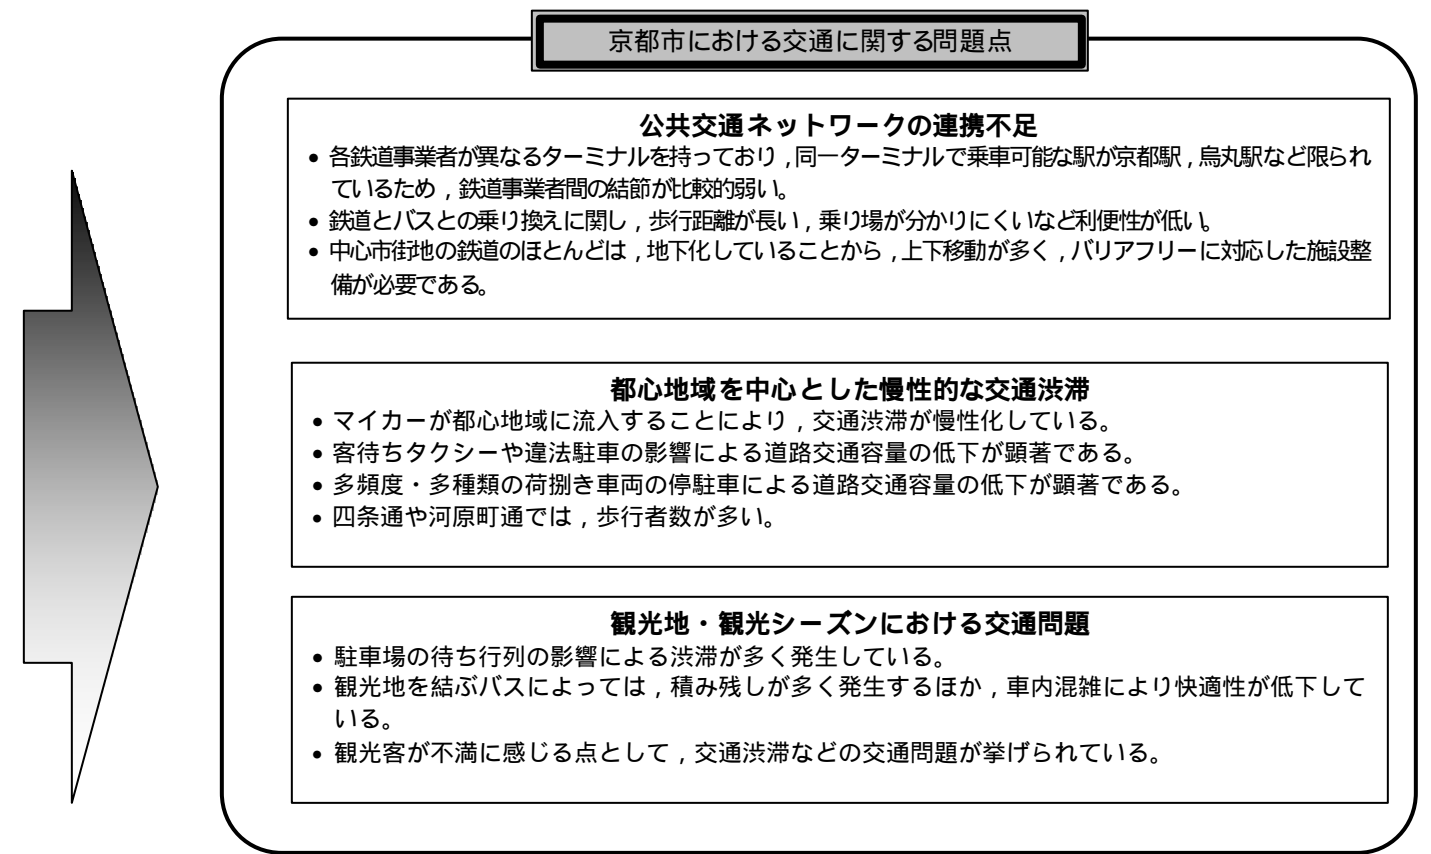 京都市における交通に関する問題点
公共交通ネットワークの連携不足
• 各鉄道事業者が異なるターミナルを持っており，同一ターミナルで乗車可能な駅が京都駅，烏丸駅など限られ
ているため，鉄道事業者間の結節が比較的弱い。
• 鉄道とバスとの乗り換えに関し，歩行距離が長い，乗り場が分かりにくいなど利便性が低い。
• 中心市街地の鉄道のほとんどは，地下化していることから，上下移動が多く，バリアフリーに対応した施設整
備が必要である。
都心地域を中心とした慢性的な交通渋滞
• マイカーが都心地域に流入することにより，交通渋滞が慢性化している。
• 客待ちタクシーや違法駐車の影響による道路交通容量の低下が顕著である。
• 多頻度・多種類の荷捌き車両の停駐車による道路交通容量の低下が顕著である。
• 四条通や河原町通では，歩行者数が多い。
観光地・観光シーズンにおける交通問題
• 駐車場の待ち行列の影響による渋滞が多く発生している。
• 観光地を結ぶバスによっては，積み残しが多く発生するほか，車内混雑により快適性が低下して
いる。
• 観光客が不満に感じる点として，交通渋滞などの交通問題が挙げられている。